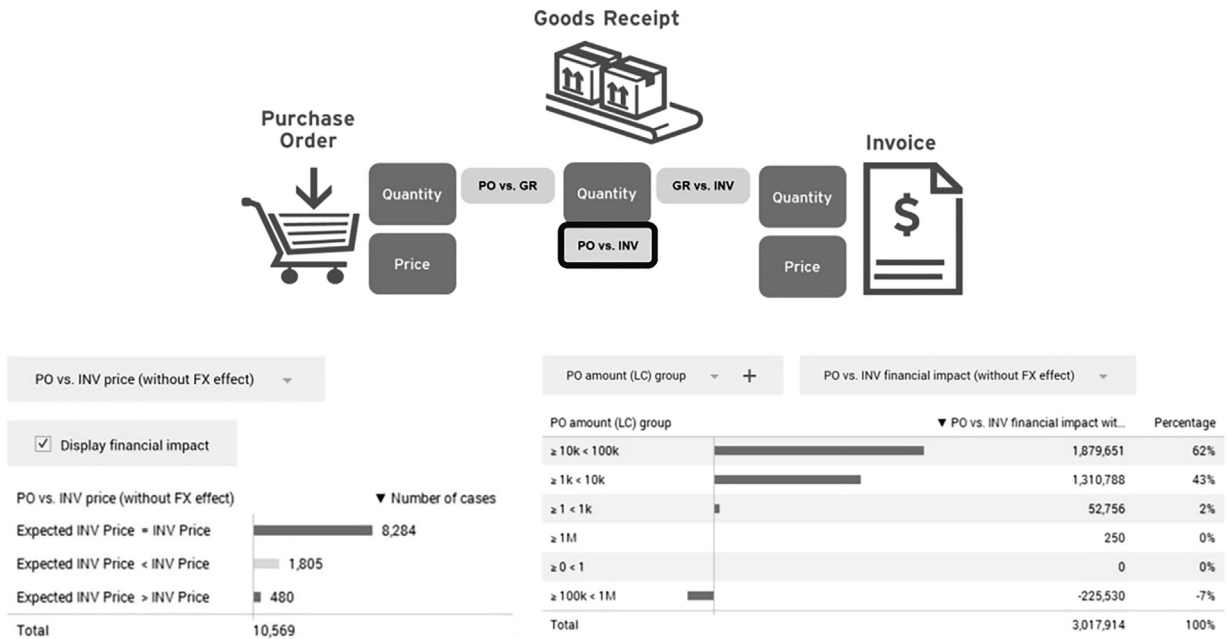 Goods Receipt
Purchase
Order
Invoice
Quantity
PO vs. GR
Quantity
GR vs. INV
Quantity
$
PO vs. INV
Price
Price
PO vs. INV price (without FX effect)
Display financial impact
PO vs. INV price (without FX effect) ▼ Number of cases
Expected INV Price = INV Price 8,284
Expected INV Price < INV Price 1,805
Expected INV Price > INV Price 480
Total 10,569
PO amount (LC) group +
PO vs. INV financial impact (without FX effect)
PO amount (LC) group ▼ PO vs. INV financial impact wit... Percentage
≥ 10k < 100k 1,879,651 62%
≥ 1k < 10k 1,310,788 43%
≥ 1 < 1k 52,756 2%
≥ 1M 250 0%
≥ 0 < 1 0 0%
≥ 100k < 1M -225,530 -7%
Total 3,017,914 100%